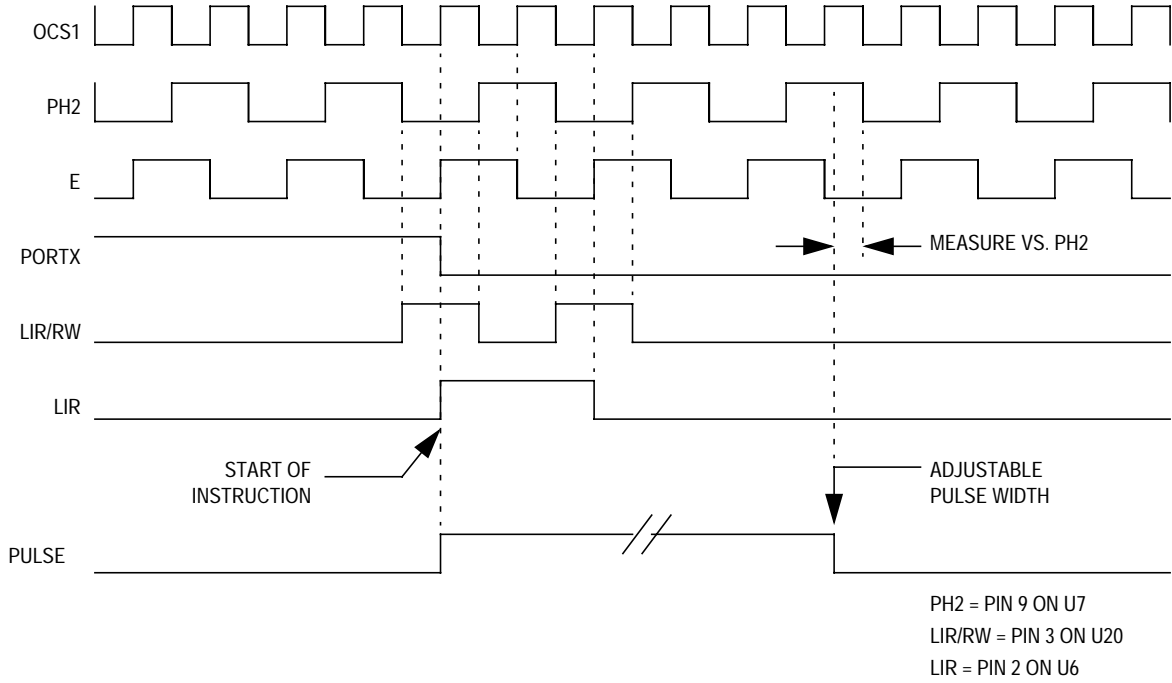 OCS1
PH2
E
PORTX
MEASURE VS. PH2
LIR/RW
LIR
START OF
INSTRUCTION
ADJUSTABLE
PULSE WIDTH
PULSE
PH2 = PIN 9 ON U7
LIR/RW = PIN 3 ON U20
LIR = PIN 2 ON U6